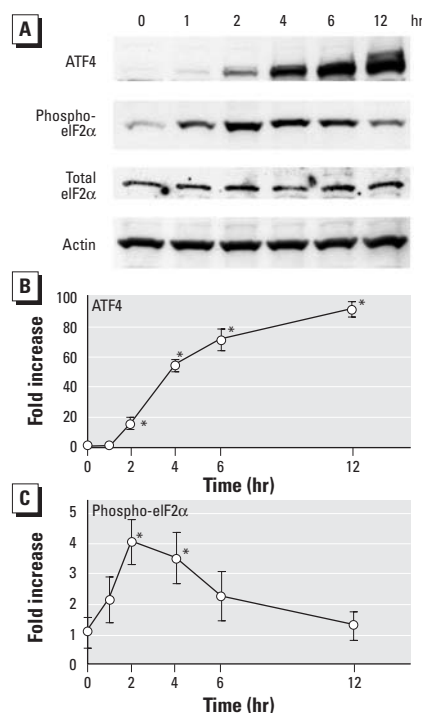 A
0 1 2 4 6 12 hr
ATF4
Phospho-
eIF2α
Total
eIF2α
Actin
B
ATF4
Fold increase
100
80
60
40
20
0
* * * *
0 2 4 6 12
Time (hr)
C
Phospho-eIF2α
Fold increase
5
4
3
2
1
0
* *
0 2 4 6 12
Time (hr)